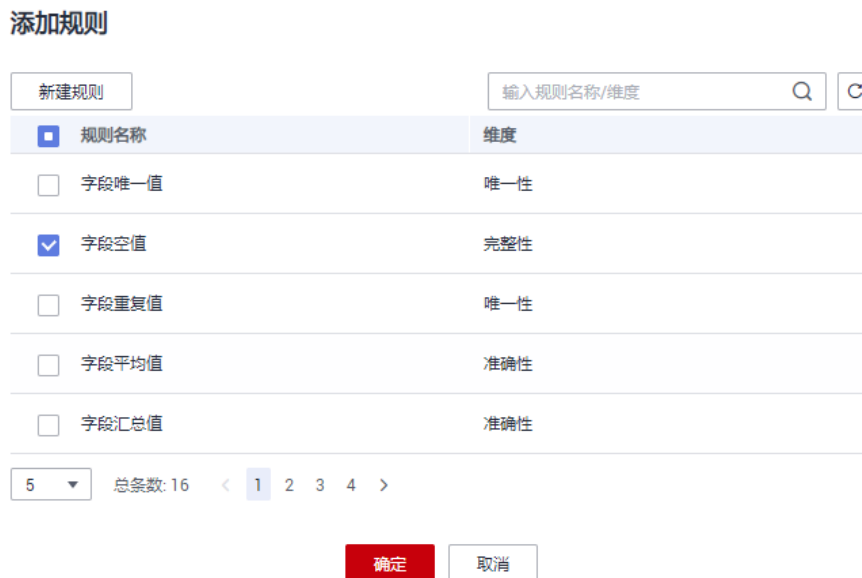 添加规则
新建规则 输入规则名称/维度
规则名称 维度
字段唯一值 唯一性
字段空值 完整性
字段重复值 唯一性
字段平均值 准确性
字段汇总值 准确性
5 总条数: 16 < 1 2 3 4 >
确定 取消